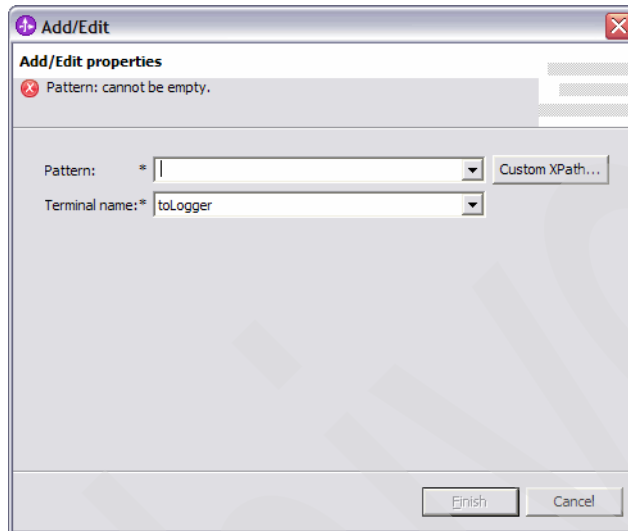 Add/Edit
Add/Edit properties
Pattern: cannot be empty.
Pattern: * Custom XPath...
Terminal name:* toLogger
Finish Cancel